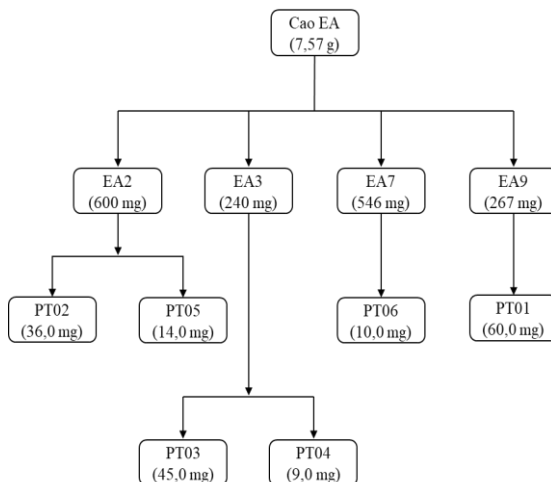 Cao EA
(7,57 g)
EA2
(600 mg)
EA3
(240 mg)
EA7
(546 mg)
EA9
(267 mg)
PT02
(36,0 mg)
PT05
(14,0 mg)
PT06
(10,0 mg)
PT01
(60,0 mg)
PT03
(45,0 mg)
PT04
(9,0 mg)